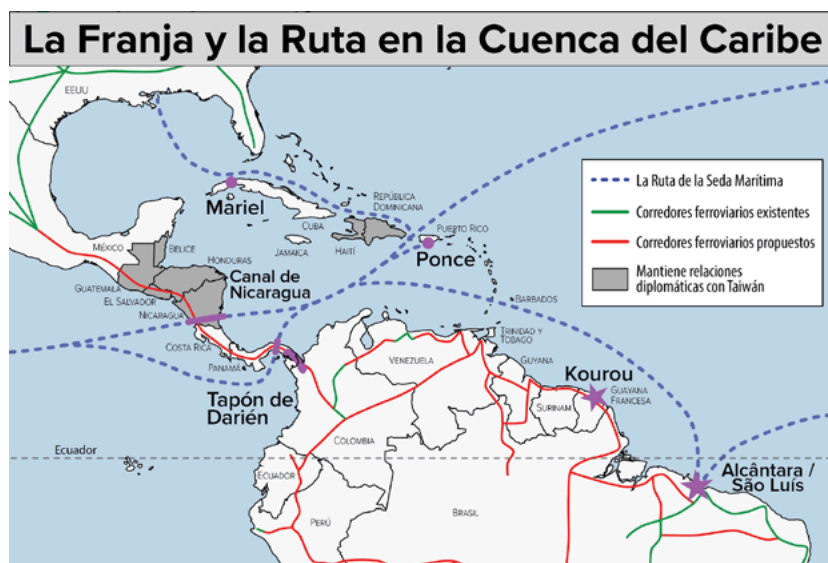 La Franja y la Ruta en la Cuenca del Caribe
EEUU
La Ruta de la Seda Marítima
Corredores ferroviarios existentes
Corredores ferroviarios propuestos
Mantiene relaciones
diplomáticas con Taiwán
Mariel
CUBA
REPÚBLICA
DOMINICANA
PUERTO RICO
Ponce
MÉXICO
BELICE
JAMAICA
HAITÍ
HONDURAS
GUATEMALA
EL SALVADOR
Canal de
Nicaragua
NICARAGUA
BARBADOS
COSTA RICA
PANAMÁ
TRINIDAD Y
TOBAGO
VENEZUELA
GUYANA
Kourou
GUAYANA
FRANCESA
SURINAM
Tapón de
Darién
COLOMBIA
Ecuador
ECUADOR
Alcântara /
São Luís
PERÚ
BRASIL